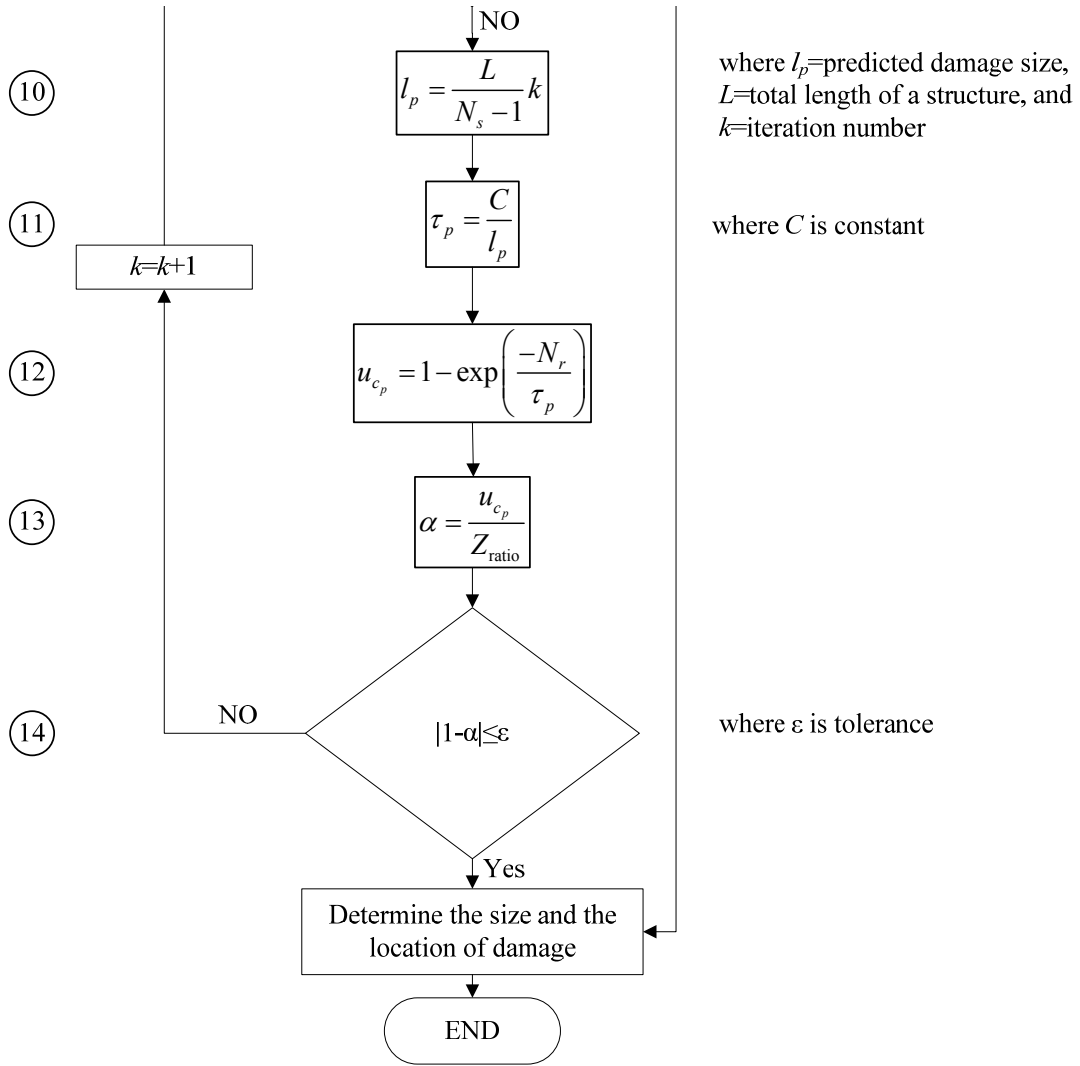 NO
10
l_p = L / (N_s − 1) k
where l_p=predicted damage size,
L=total length of a structure, and
k=iteration number
11
τ_p = C / l_p
where C is constant
k=k+1
12
u_{c_p} = 1 − exp(−N_r / τ_p)
13
α = u_{c_p} / Z_ratio
14
NO
|1-α|≤ε
where ε is tolerance
Yes
Determine the size and the
location of damage
END